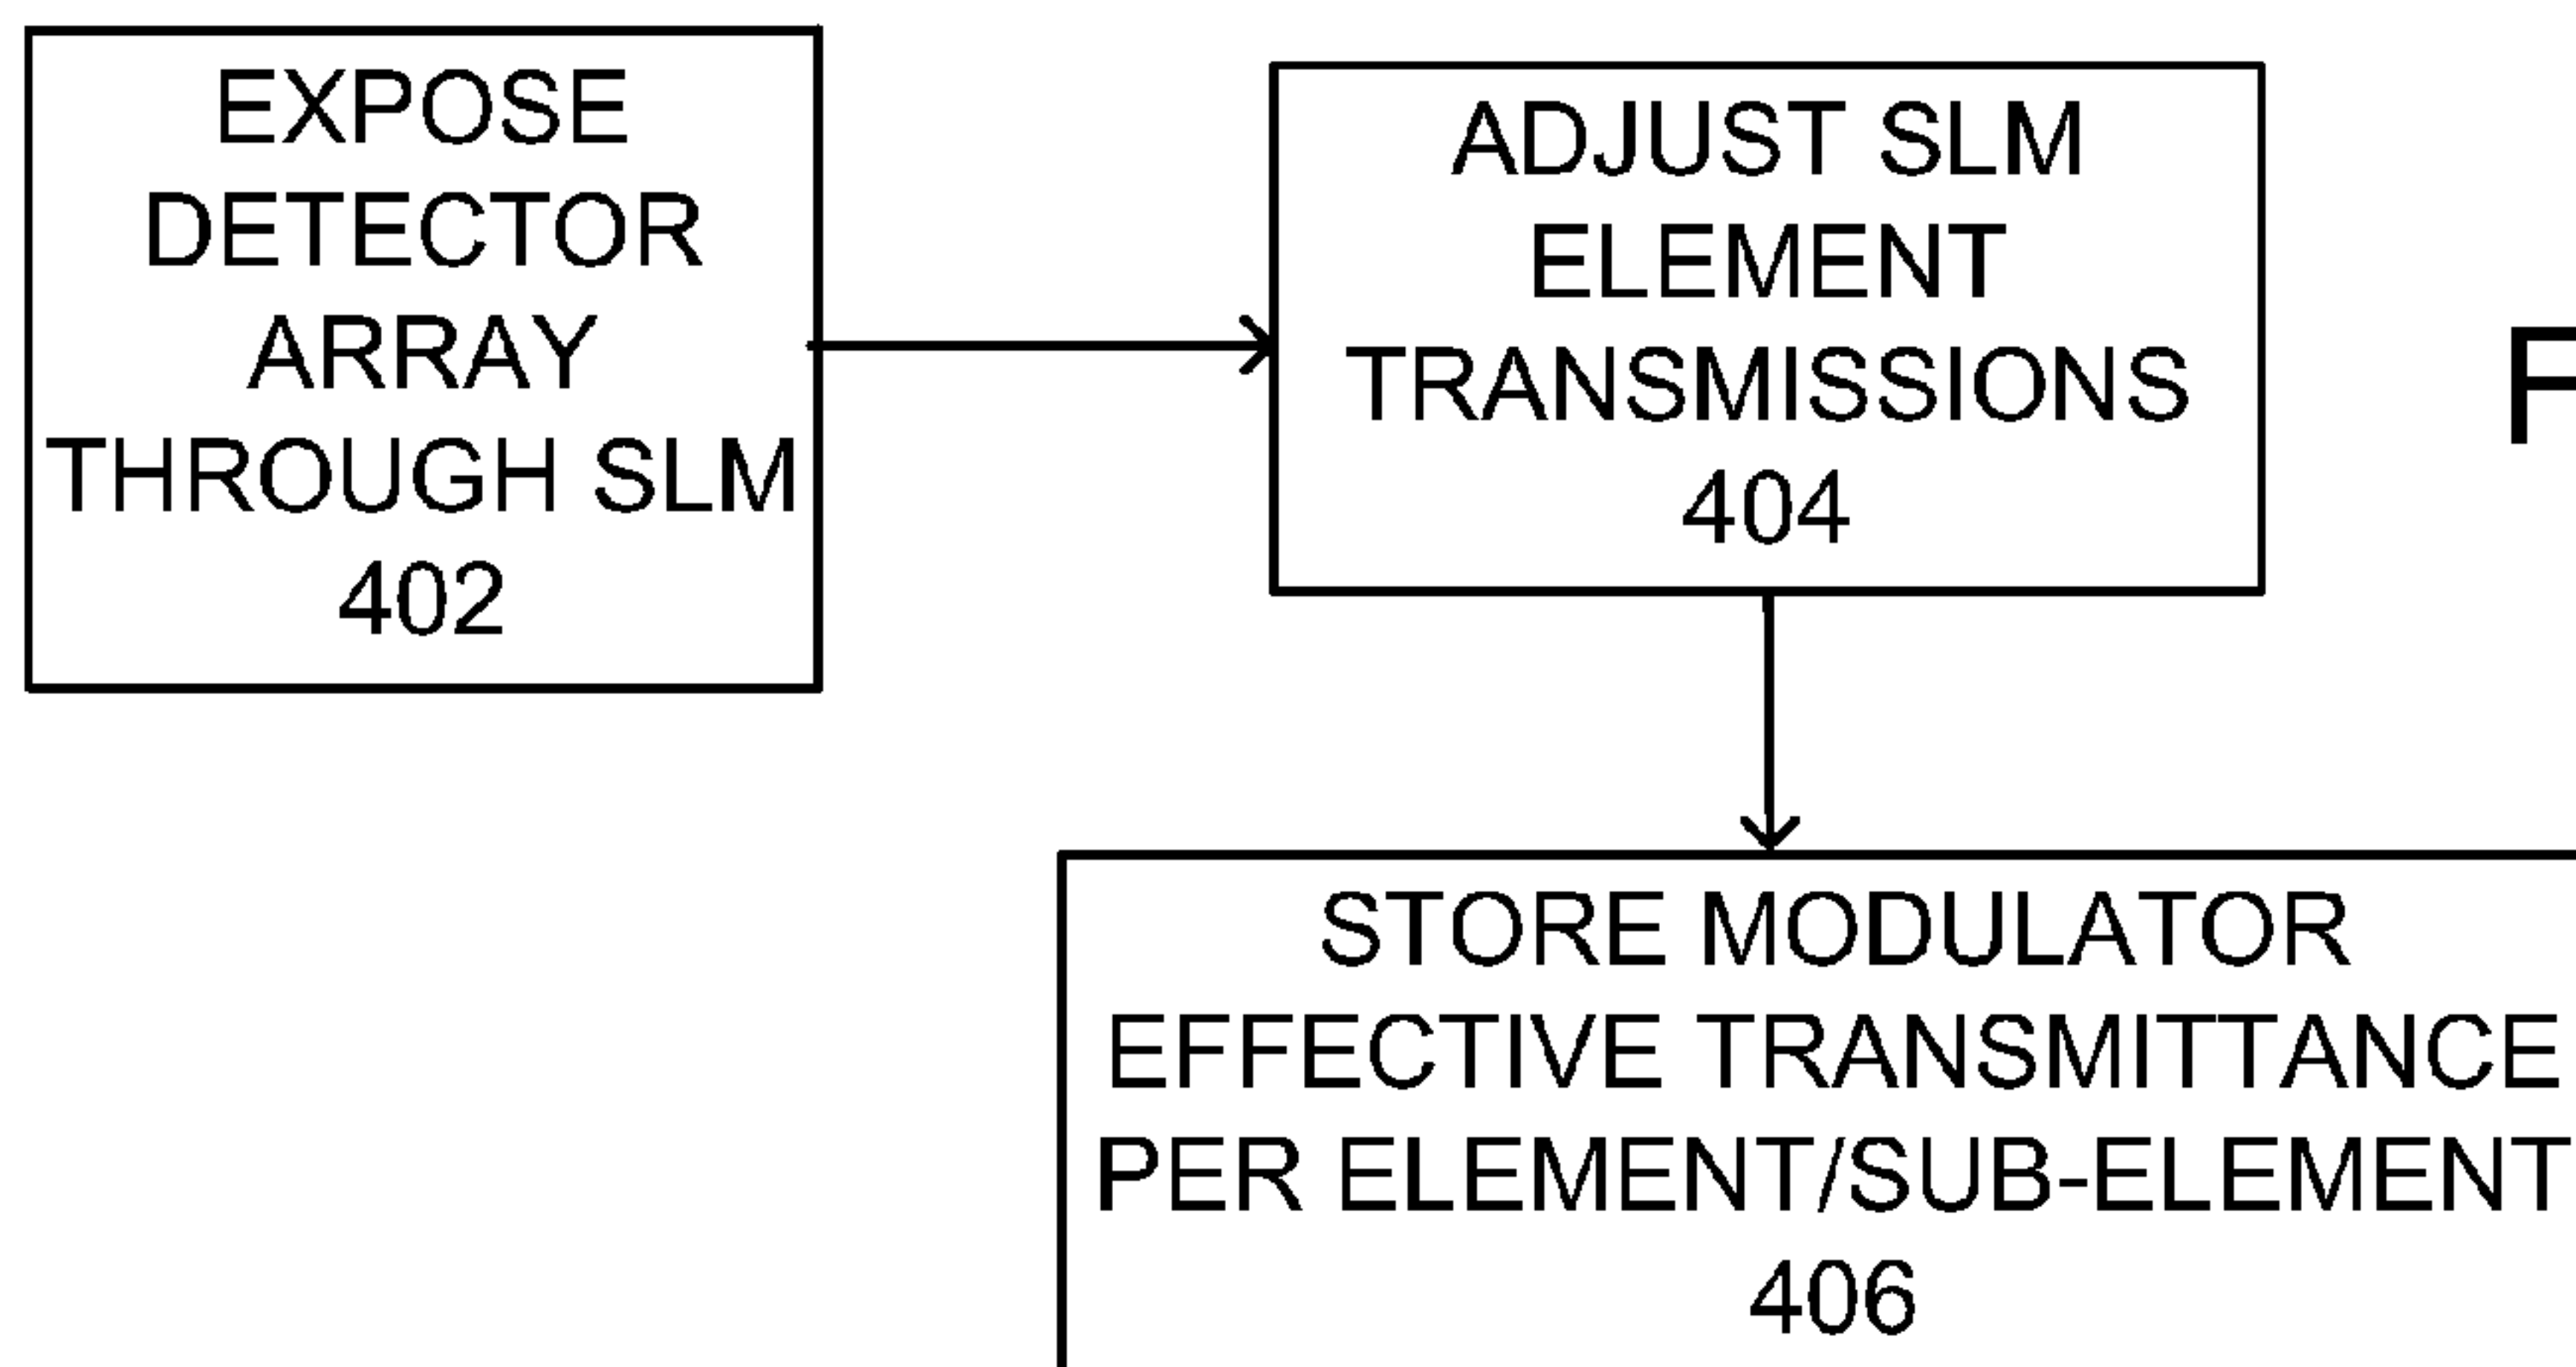 EXPOSE
DETECTOR
ARRAY
THROUGH SLM
402
ADJUST SLM
ELEMENT
TRANSMISSIONS
404
F
STORE MODULATOR
EFFECTIVE TRANSMITTANCE
PER ELEMENT/SUB-ELEMENT
406